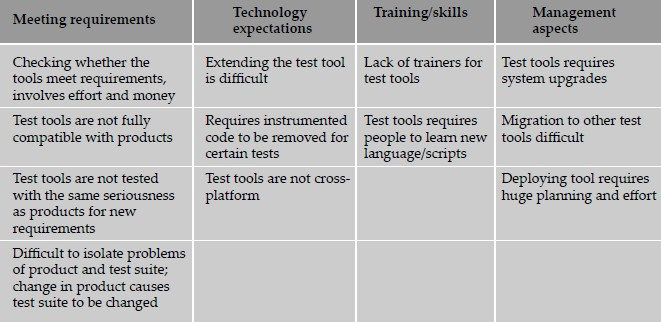 Meeting requirements
Technology
expectations
Training/skills
Management
aspects
Checking whether the
tools meet requirements,
involves effort and money
Extending the test tool
is difficult
Lack of trainers for
test tools
Test tools requires
system upgrades
Test tools are not fully
compatible with products
Requires instrumented
code to be removed for
certain tests
Test tools requires
people to learn new
language/scripts
Migration to other test
tools difficult
Test tools are not tested
with the same seriousness
as products for new
requirements
Test tools are not cross-
platform
Deploying tool requires
huge planning and effort
Difficult to isolate problems
of product and test suite;
change in product causes
test suite to be changed